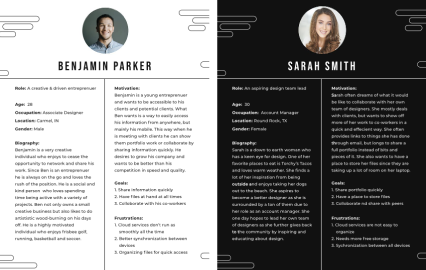 BENJAMIN PARKER
Role: A creative & driven entreprenuer
Age: 28
Occupation: Associate Designer
Location: Carmel, IN
Gender: Male
Biography:
Benjamin is a very creative
individual who enjoys to cease the
opportunity to network and share his
work. Since Ben is an entrepreneur
he is always on the go and loves the
rush of the position. He is a social and
kind person who loves spending
time being active with a variety of
projects. Ben not only owns a small
creative business but also likes to do
artistic wood-burning on his days
off. He is a highly motivated
individual who enjoys frisbee golf,
running, basketball and soccer.
Motivation:
Benjamin is a young entrepreneur
and wants to be accessible to his
clients and potential clients. What
Ben wants is a way to easily access
his information from anywhere, but
mainly his mobile. This way when he
is meeting with clients he can show
them portfolio work or collaborate by
sharing information quickly. He
desires to grow his company and
wants to be better than his
competition in speed and quality.
Goals:
1. Share information quickly
2. Have files at hand at all times
3. Collaborate with his co-workers
Frustrations:
1. Cloud services don't run as
smoothly all the time
2. Better synchronization between
devices
3. Organizing files for quick access
SARAH SMITH
Role: An aspiring design team lead
Age: 30
Occupation: Account Manager
Location: Round Rock, TX
Gender: Female
Biography:
Sarah is a down to earth woman who
has a keen eye for design. One of her
favorite places to eat is Torchy's Tacos
and loves warm weather. She finds a
lot of her inspiration from being
outside and enjoys taking her dogs
out to the beach. She aspires to
become a better designer as she is
surrounded by a ton of them due to
her role as an account manager. She
one day hopes to lead her own team
of designers as she further gives back
to the community by inspiring and
educating about design.
Motivation:
Sarah often dreams of what it would
be like to collaborate with her own
team of designers. She mostly deals
with clients, but wants to show off
more of her work to co-workers in a
quick and effecient way. She often
provides links to things she has done
through email, but longs to share a
full portfolio instead of bits and
pieces of it. She also wants to have a
place to store her files since they are
taking up a lot of room on her laptop.
Goals:
1. Share portfolio quickly
2. Have a place to store files
3. Collaborate nd share with peers
Frustrations:
1. Cloud services are not easy to
organize
2. Needs more free storage
3. Sychronization between all devices